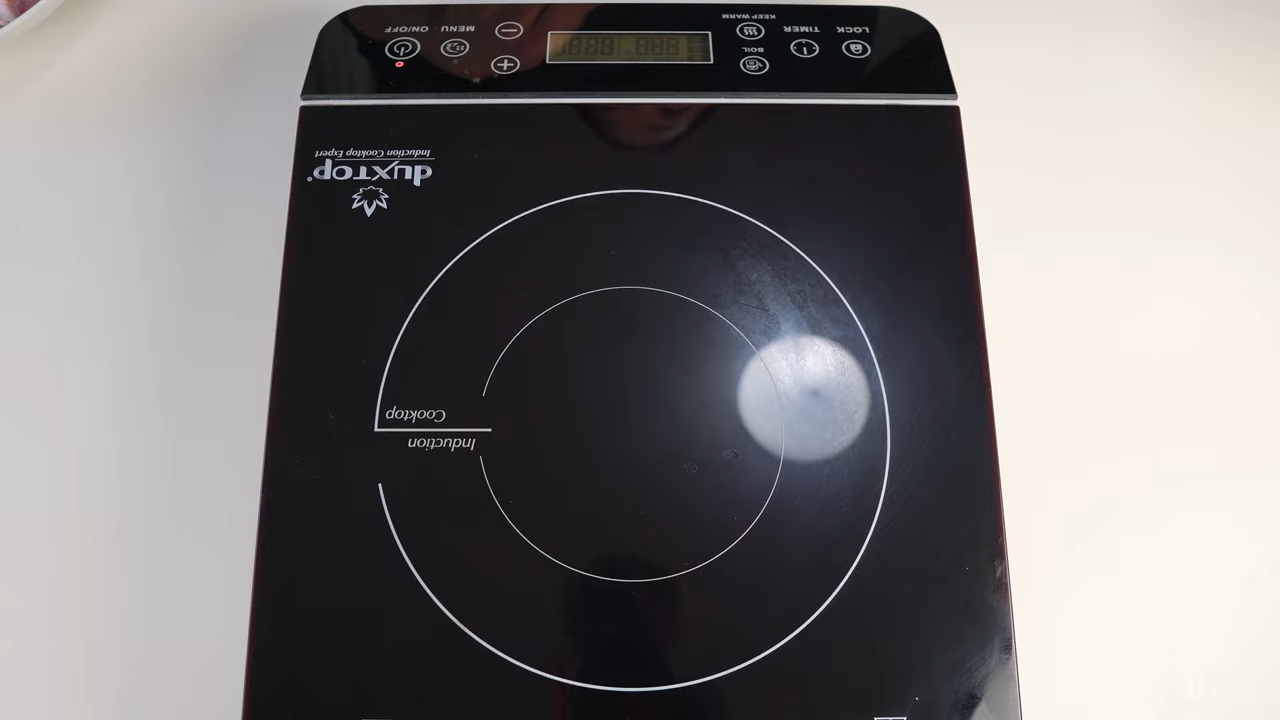 LOCK
TIMER
KEEP WARM
BOIL
MENU
ON/OFF
duxtop®
Induction Cooktop Expert
Induction
Cooktop